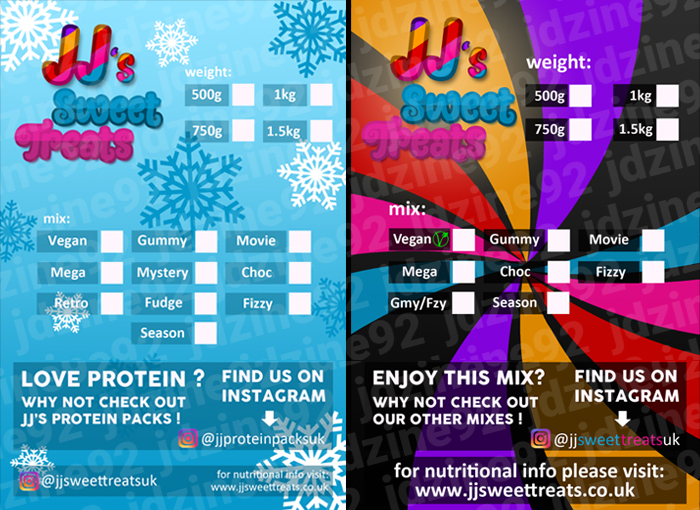 JJ's
Sweet
Treats
weight:
500g 1kg
750g 1.5kg
mix:
Vegan Gummy Movie
Mega Mystery Choc
Retro Fudge Fizzy
Season
LOVE PROTEIN ?
WHY NOT CHECK OUT
JJ'S PROTEIN PACKS !
FIND US ON
INSTAGRAM
@jjproteinpacksuk
@jjsweettreatsuk
for nutritional info visit:
www.jjsweettreats.co.uk
JJ's
Sweet
Treats
weight:
500g 1kg
750g 1.5kg
mix:
Vegan V Gummy Movie
Mega Choc Fizzy
Gmy/Fzy Season
ENJOY THIS MIX?
WHY NOT CHECK OUT
OUR OTHER MIXES !
FIND US ON
INSTAGRAM
@jjsweettreatsuk
for nutritional info please visit:
www.jjsweettreats.co.uk
jdzine92